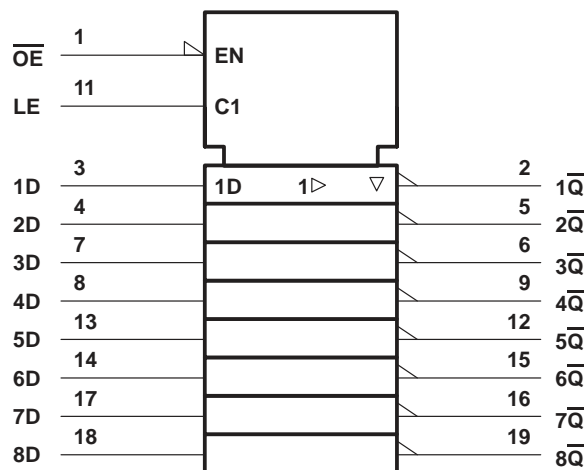 O̅E̅ 1 EN
LE 11 C1
1D 3 1D 1▷ ▽ 2 1Q̅
2D 4 5 2Q̅
3D 7 6 3Q̅
4D 8 9 4Q̅
5D 13 12 5Q̅
6D 14 15 6Q̅
7D 17 16 7Q̅
8D 18 19 8Q̅